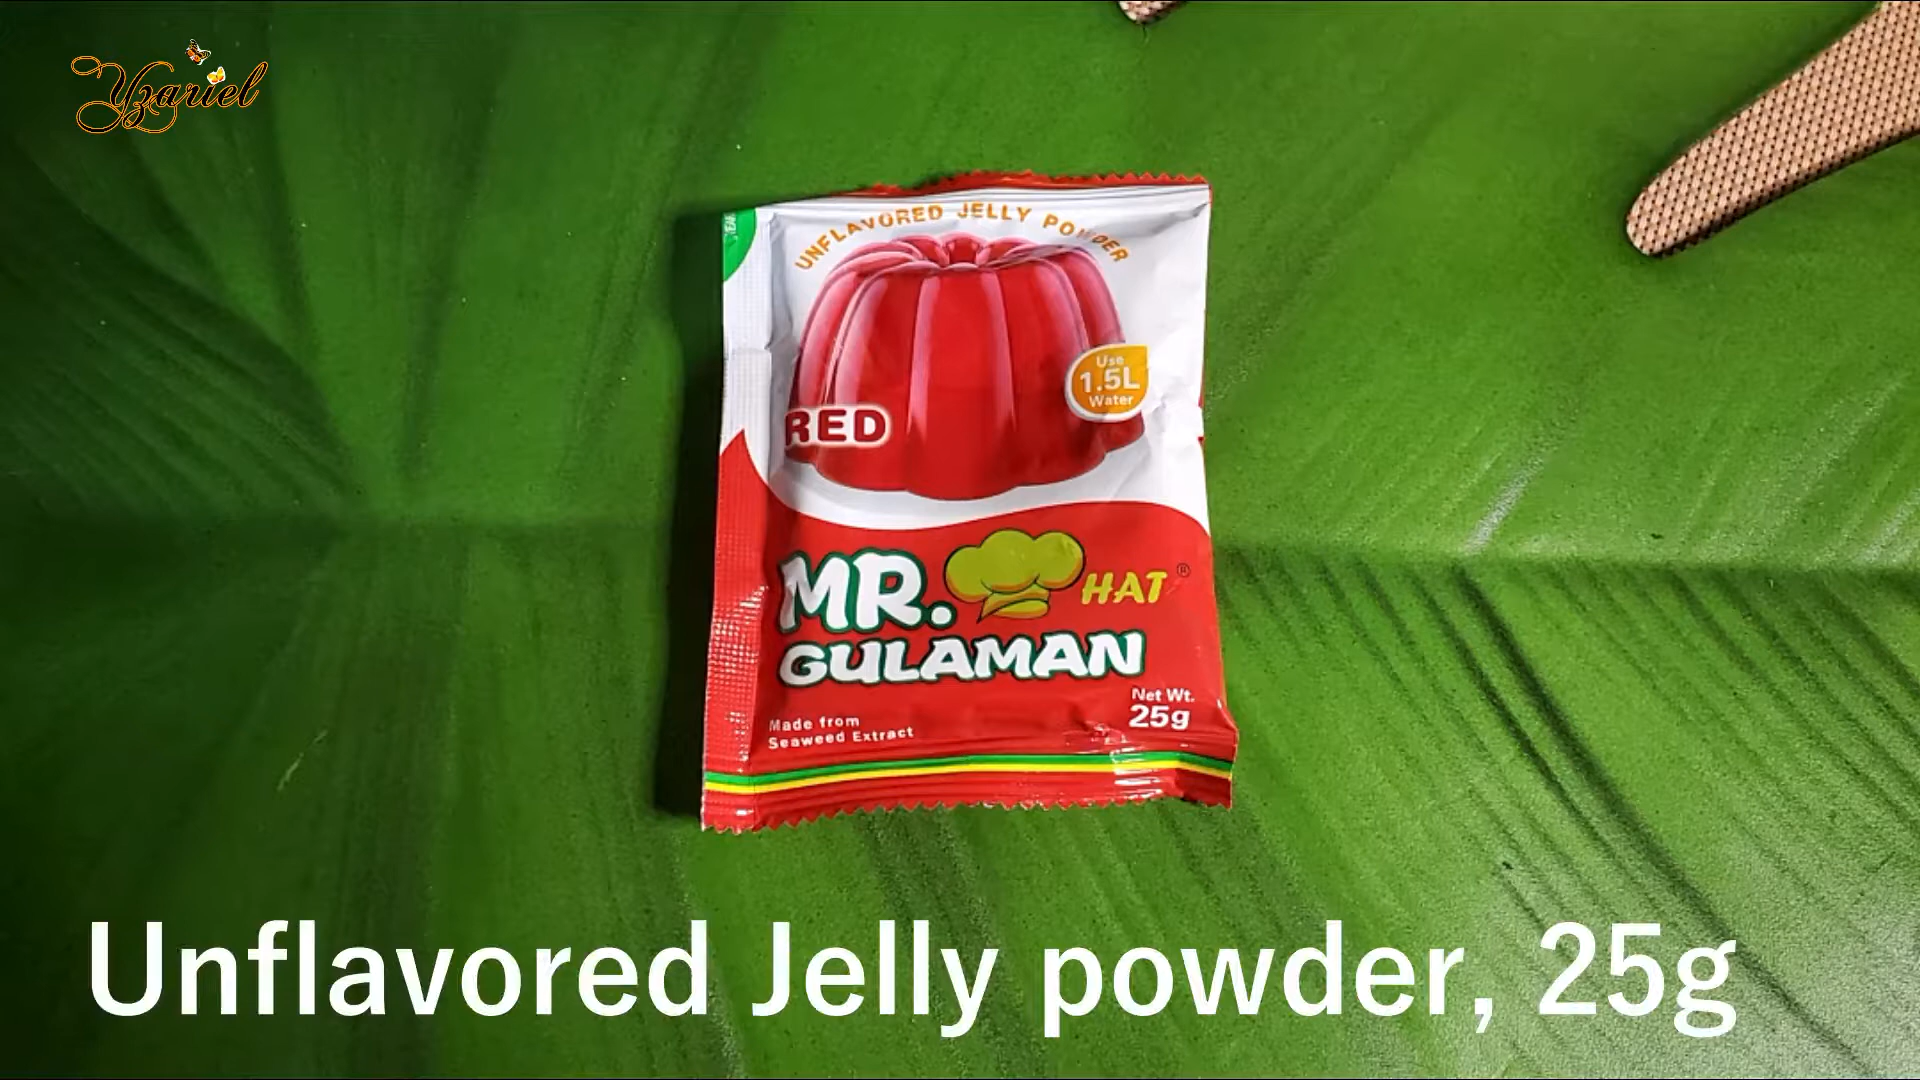 Yzariel
UNFLAVORED JELLY POWDER
Use
1.5L
Water
RED
MR. HAT®
GULAMAN
Net Wt.
25g
Made from
Seaweed Extract
Unflavored Jelly powder, 25g